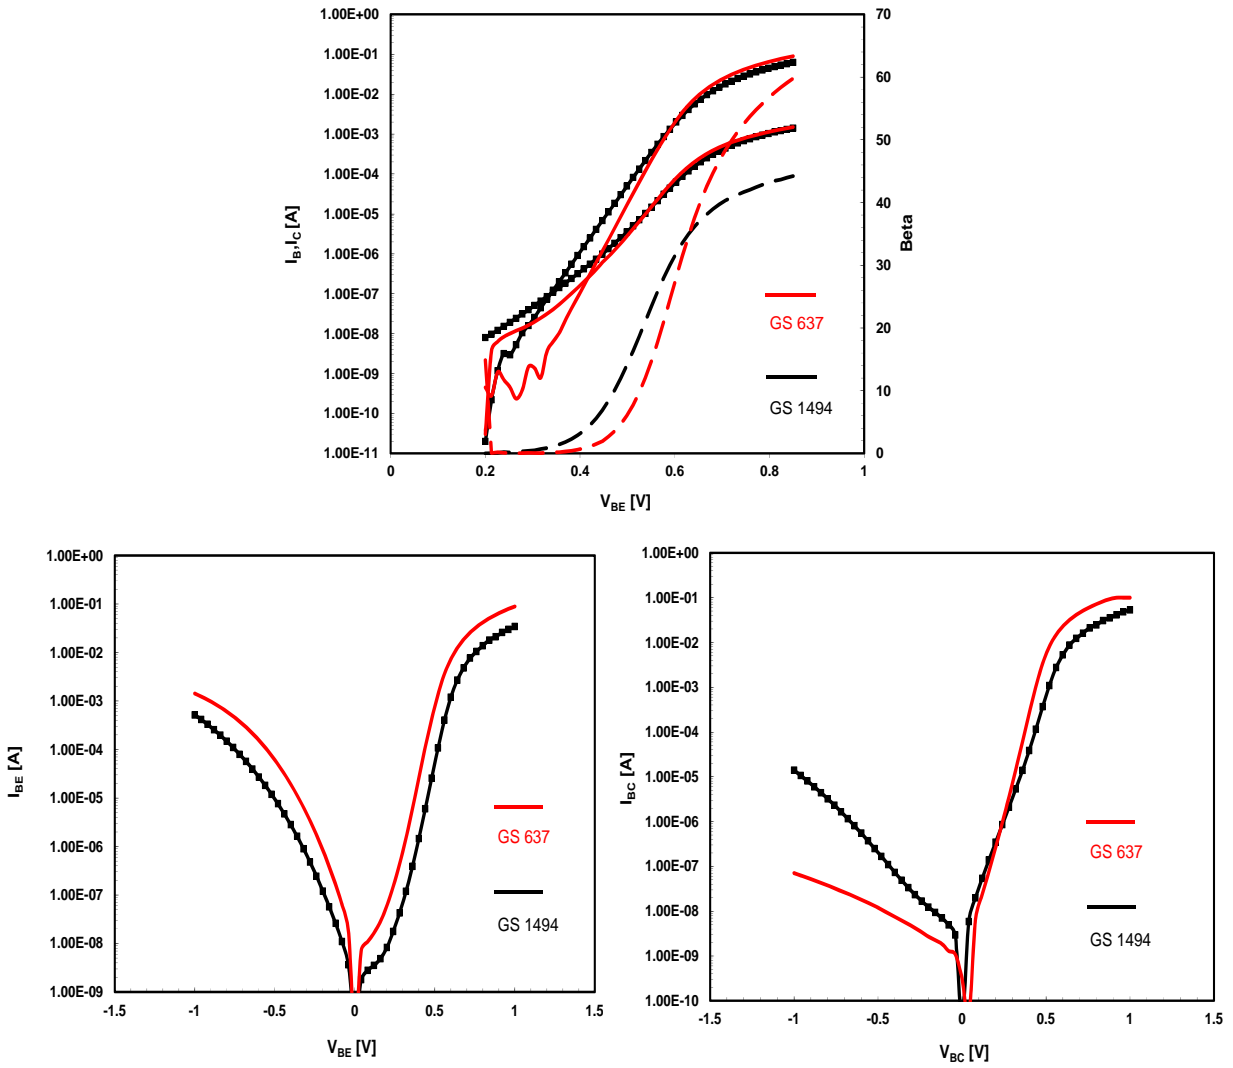 1.00E+00
1.00E-01
1.00E-02
1.00E-03
1.00E-04
1.00E-05
1.00E-06
1.00E-07
1.00E-08
1.00E-09
1.00E-10
1.00E-11
I_B,I_C [A]
70
60
50
40
30
20
10
0
Beta
GS 637
GS 1494
0 0.2 0.4 0.6 0.8 1
V_BE [V]
1.00E+00
1.00E-01
1.00E-02
1.00E-03
1.00E-04
1.00E-05
1.00E-06
1.00E-07
1.00E-08
1.00E-09
I_BE [A]
GS 637
GS 1494
-1.5 -1 -0.5 0 0.5 1 1.5
V_BE [V]
1.00E+00
1.00E-01
1.00E-02
1.00E-03
1.00E-04
1.00E-05
1.00E-06
1.00E-07
1.00E-08
1.00E-09
1.00E-10
I_BC [A]
GS 637
GS 1494
-1.5 -1 -0.5 0 0.5 1 1.5
V_BC [V]